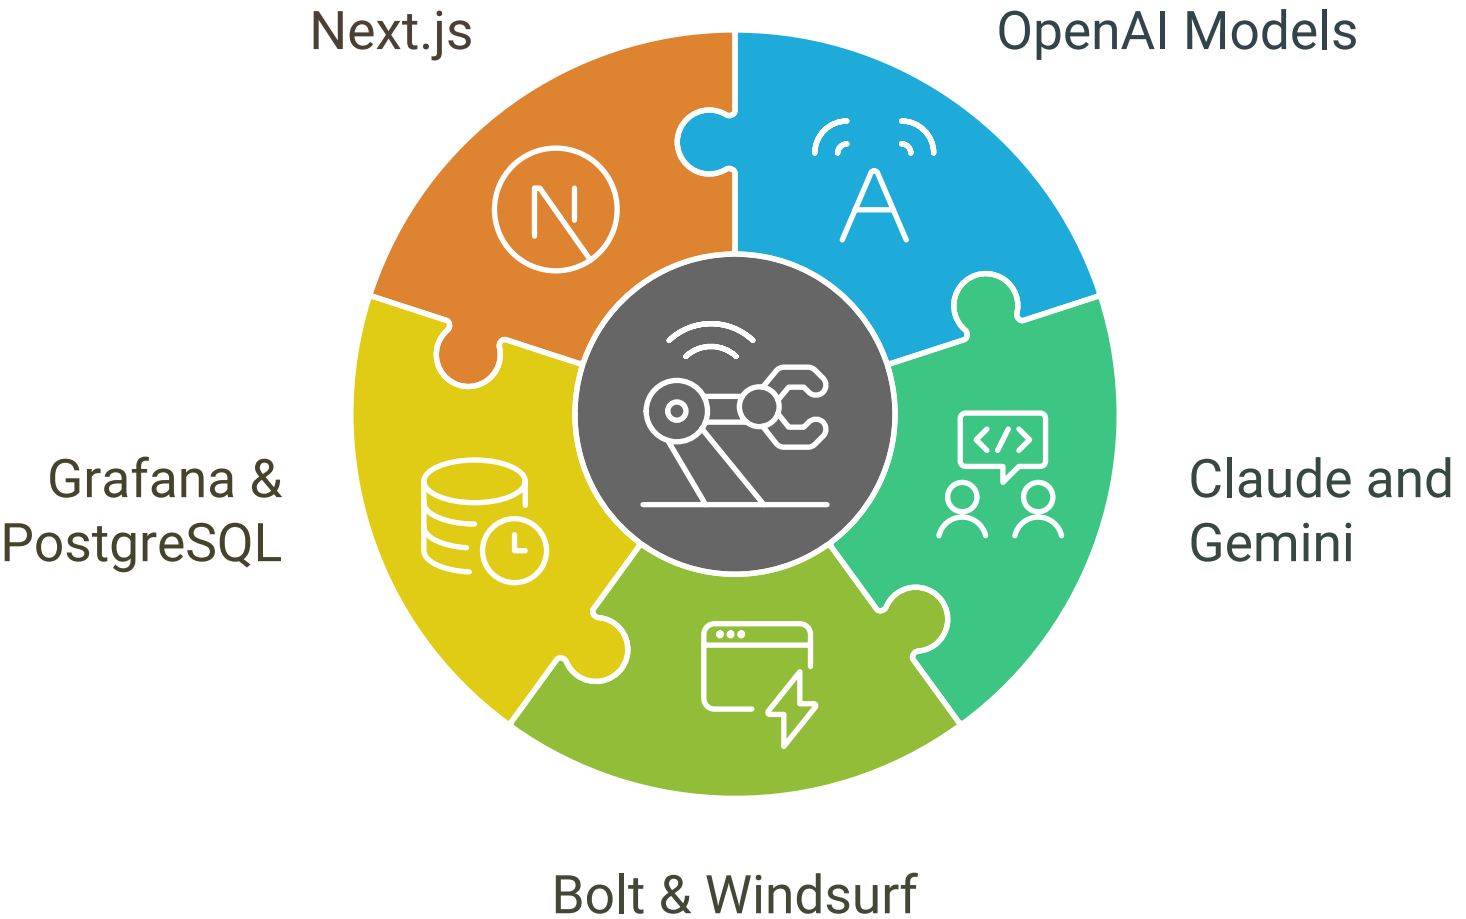 Next.js
OpenAI Models
Grafana &
PostgreSQL
Claude and
Gemini
Bolt & Windsurf